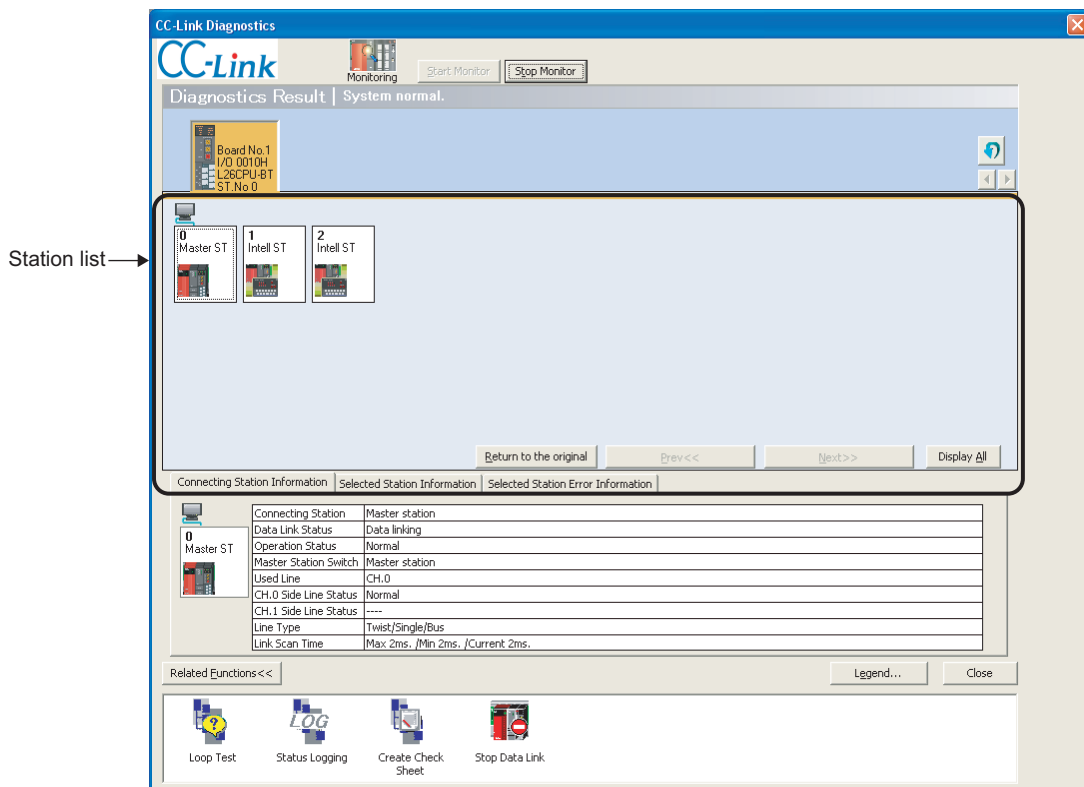 CC-Link Diagnostics
CC-Link
Monitoring
Start Monitor
Stop Monitor
Diagnostics Result | System normal.
Board No.1
I/O 0010H
L26CPU-BT
ST.No 0
Station list
0
Master ST
1
Intell ST
2
Intell ST
Return to the original
Prev<<
Next>>
Display All
Connecting Station Information
Selected Station Information
Selected Station Error Information
0
Master ST
Connecting Station Master station
Data Link Status Data linking
Operation Status Normal
Master Station Switch Master station
Used Line CH.0
CH.0 Side Line Status Normal
CH.1 Side Line Status ----
Line Type Twist/Single/Bus
Link Scan Time Max 2ms. /Min 2ms. /Current 2ms.
Related Functions<<
Legend...
Close
LOG
Loop Test
Status Logging
Create Check
Sheet
Stop Data Link